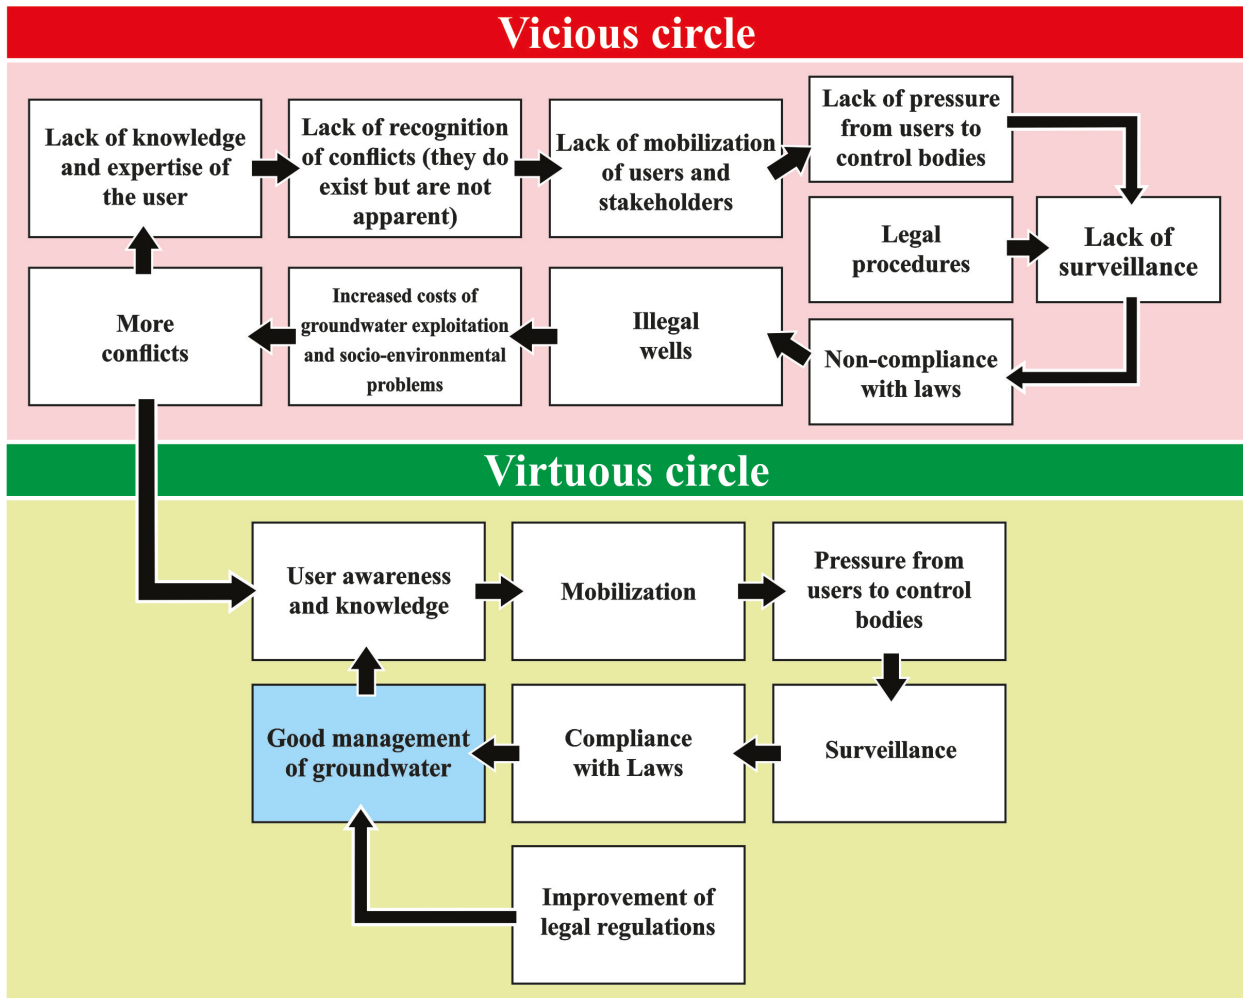 Vicious circle
Lack of knowledge
and expertise of
the user
Lack of recognition
of conflicts (they do
exist but are not
apparent)
Lack of mobilization
of users and
stakeholders
Lack of pressure
from users to
control bodies
Legal
procedures
Lack of
surveillance
More
conflicts
Increased costs of
groundwater exploitation
and socio-environmental
problems
Illegal
wells
Non-compliance
with laws
Virtuous circle
User awareness
and knowledge
Mobilization
Pressure from
users to control
bodies
Good management
of groundwater
Compliance
with Laws
Surveillance
Improvement of
legal regulations